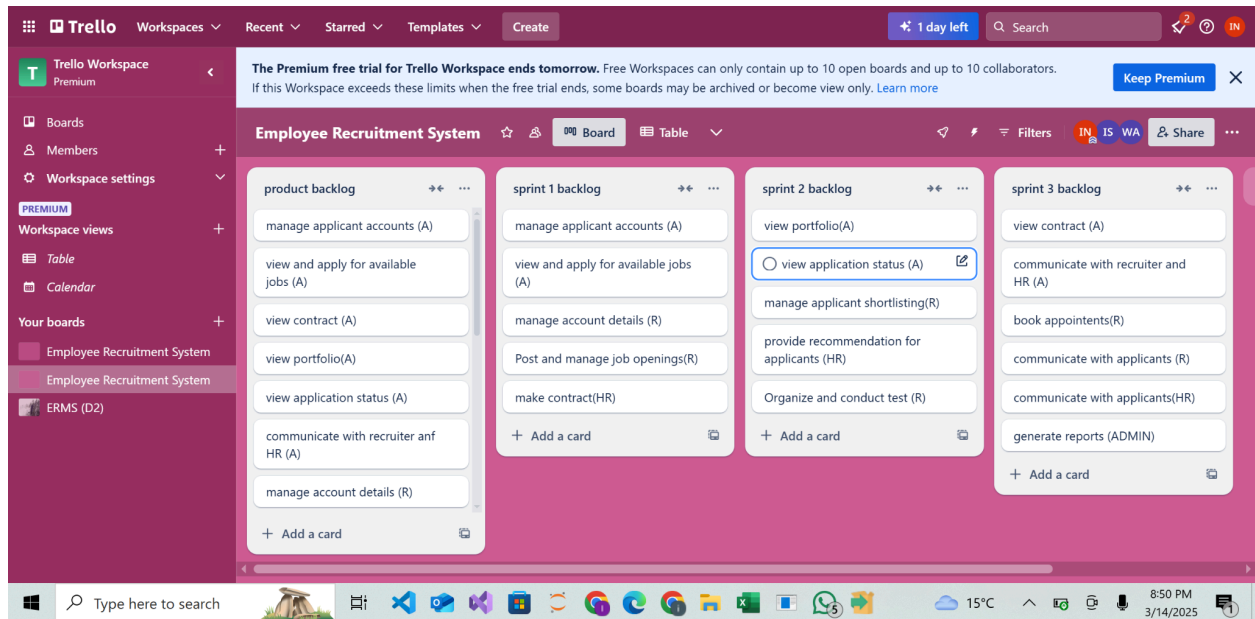 Trello
Workspaces
Recent
Starred
Templates
Create
1 day left
Search
2
IN
T
Trello Workspace
Premium
The Premium free trial for Trello Workspace ends tomorrow. Free Workspaces can only contain up to 10 open boards and up to 10 collaborators.
If this Workspace exceeds these limits when the free trial ends, some boards may be archived or become view only. Learn more
Keep Premium
Boards
Members
Workspace settings
PREMIUM
Workspace views
Table
Calendar
Your boards
Employee Recruitment System
Employee Recruitment System
ERMS (D2)
Employee Recruitment System
Board
Table
Filters
IN
IS
WA
Share
product backlog
manage applicant accounts (A)
view and apply for available
jobs (A)
view contract (A)
view portfolio(A)
view application status (A)
communicate with recruiter anf
HR (A)
manage account details (R)
Add a card
sprint 1 backlog
manage applicant accounts (A)
view and apply for available jobs
(A)
manage account details (R)
Post and manage job openings(R)
make contract(HR)
Add a card
sprint 2 backlog
view portfolio(A)
view application status (A)
manage applicant shortlisting(R)
provide recommendation for
applicants (HR)
Organize and conduct test (R)
Add a card
sprint 3 backlog
view contract (A)
communicate with recruiter and
HR (A)
book appointents(R)
communicate with applicants (R)
communicate with applicants(HR)
generate reports (ADMIN)
Add a card
Type here to search
5
15°C
8:50 PM
3/14/2025
1